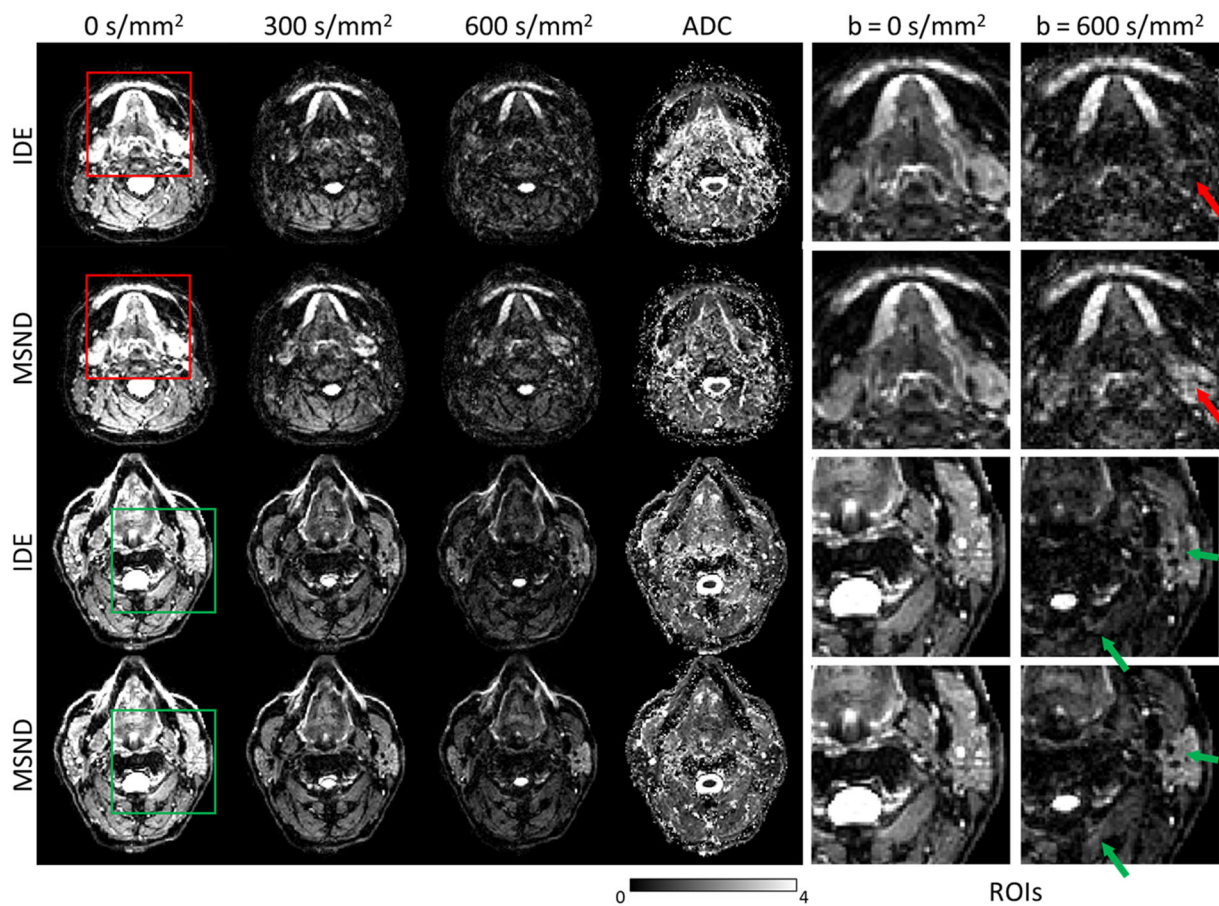 0 s/mm² 300 s/mm² 600 s/mm² ADC b = 0 s/mm² b = 600 s/mm²
IDE
MSND
IDE
MSND
0 4
ROIs